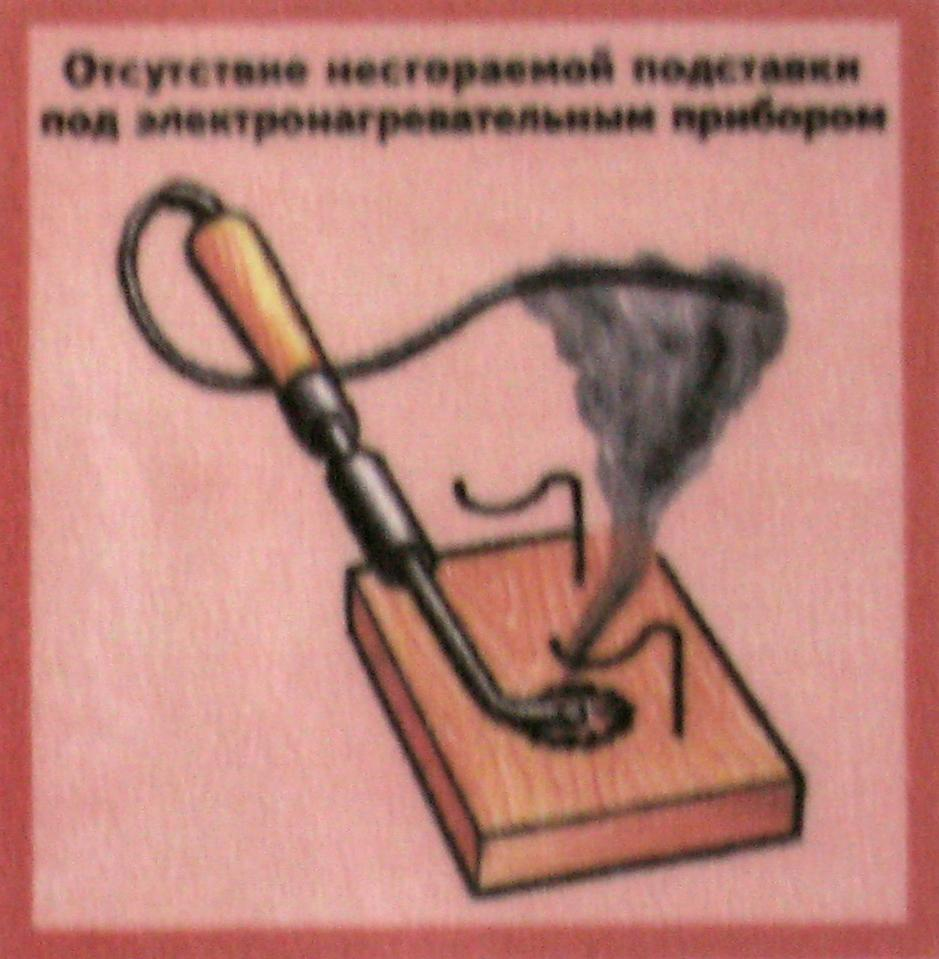 Отсутствие несгораемой подставки
под электронагревательным прибором